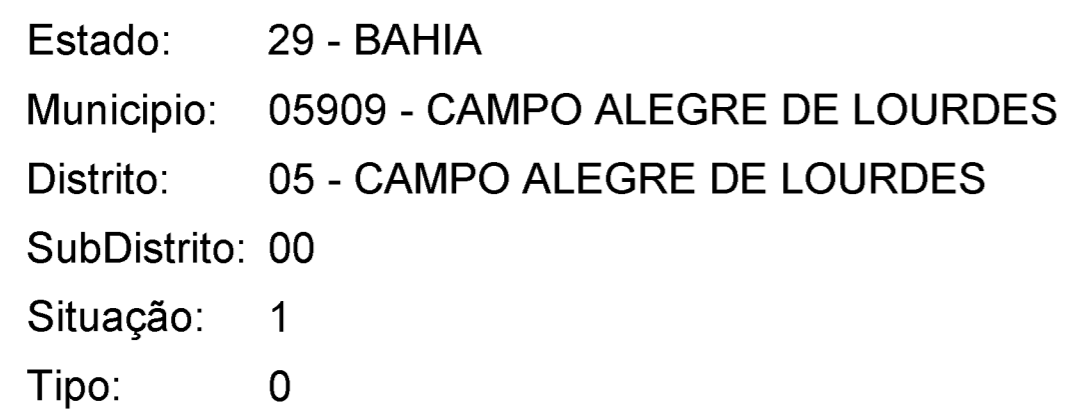 Estado: 29 - BAHIA
Municipio: 05909 - CAMPO ALEGRE DE LOURDES
Distrito: 05 - CAMPO ALEGRE DE LOURDES
SubDistrito: 00
Situação: 1
Tipo: 0